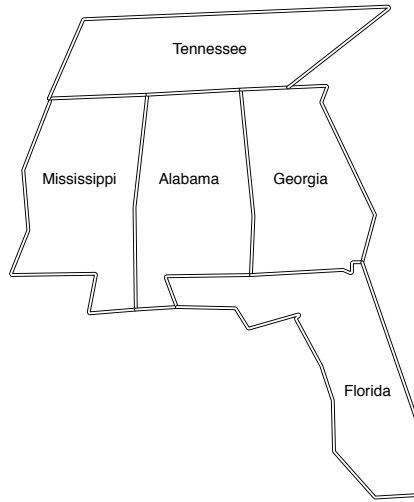 Tennessee
Mississippi
Alabama
Georgia
Florida